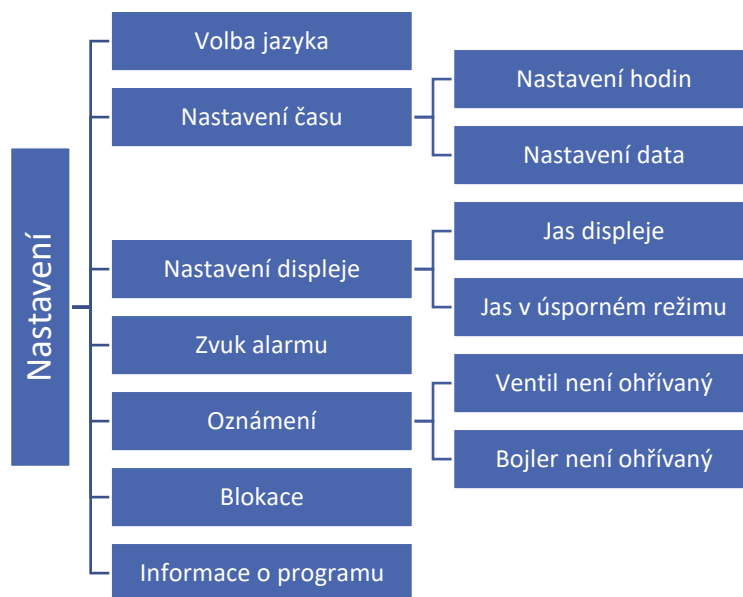 Nastavení
Volba jazyka
Nastavení času
Nastavení hodin
Nastavení data
Nastavení displeje
Jas displeje
Jas v úsporném režimu
Zvuk alarmu
Oznámení
Ventil není ohřívaný
Bojler není ohřívaný
Blokace
Informace o programu